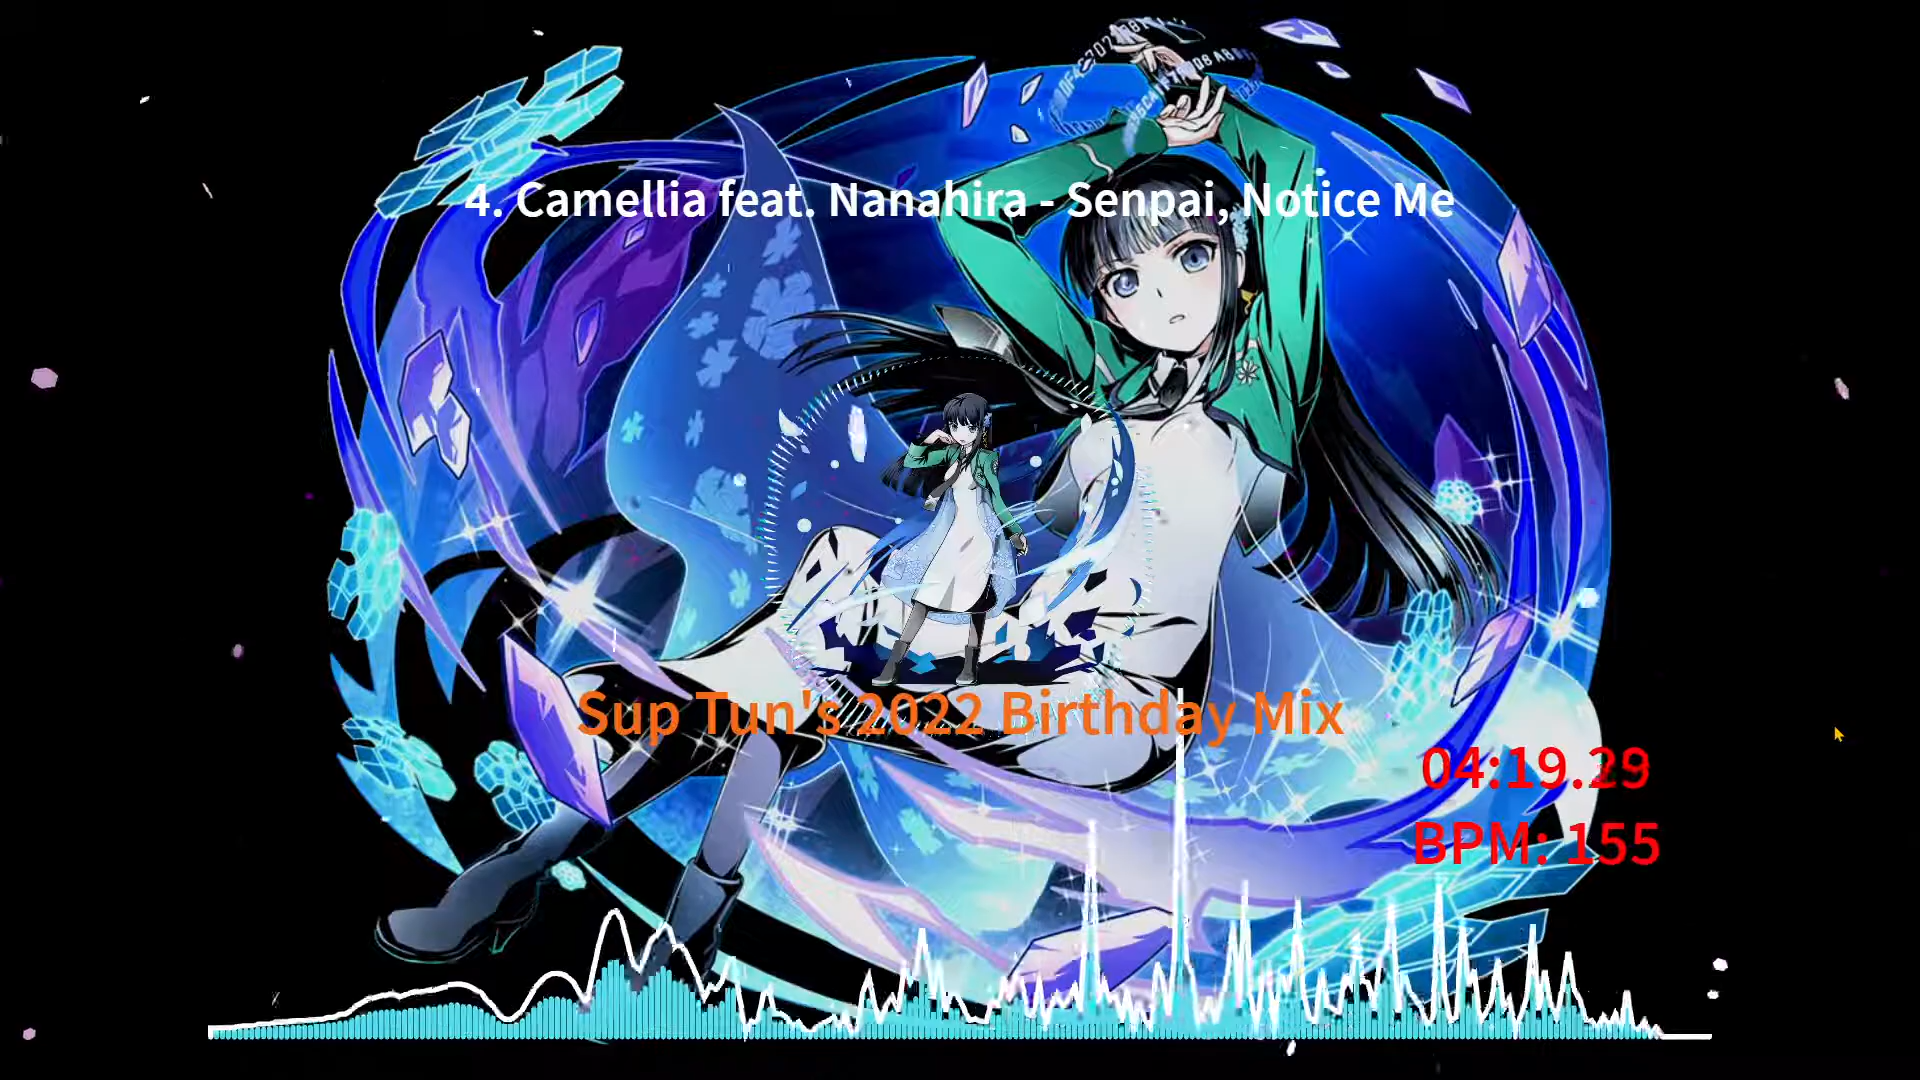 4. Camellia feat. Nanahira - Senpai, Notice Me
Sup Tun's 2022 Birthday Mix
04:19.29
BPM: 155